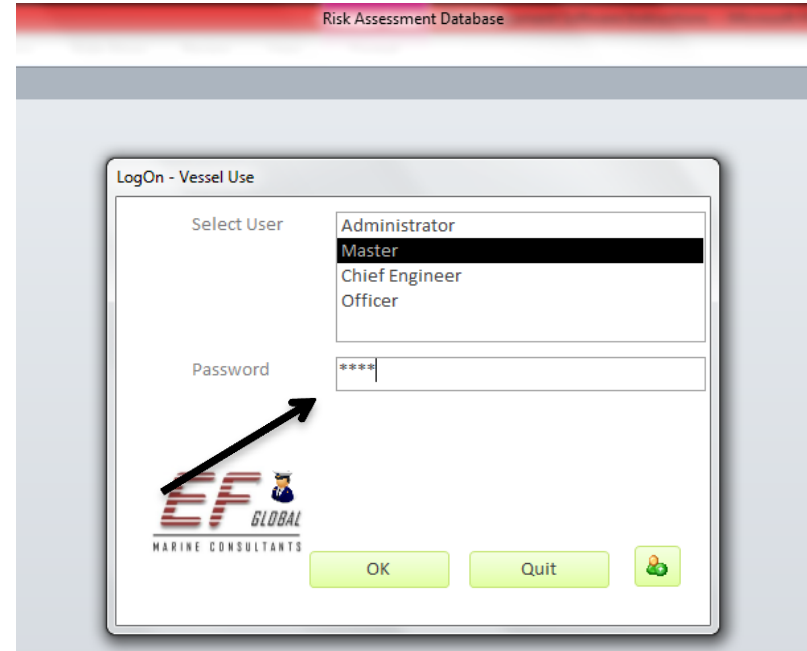 Risk Assessment Database
LogOn - Vessel Use
Select User
Administrator
Master
Chief Engineer
Officer
Password
****
EF
GLOBAL
MARINE CONSULTANTS
OK
Quit